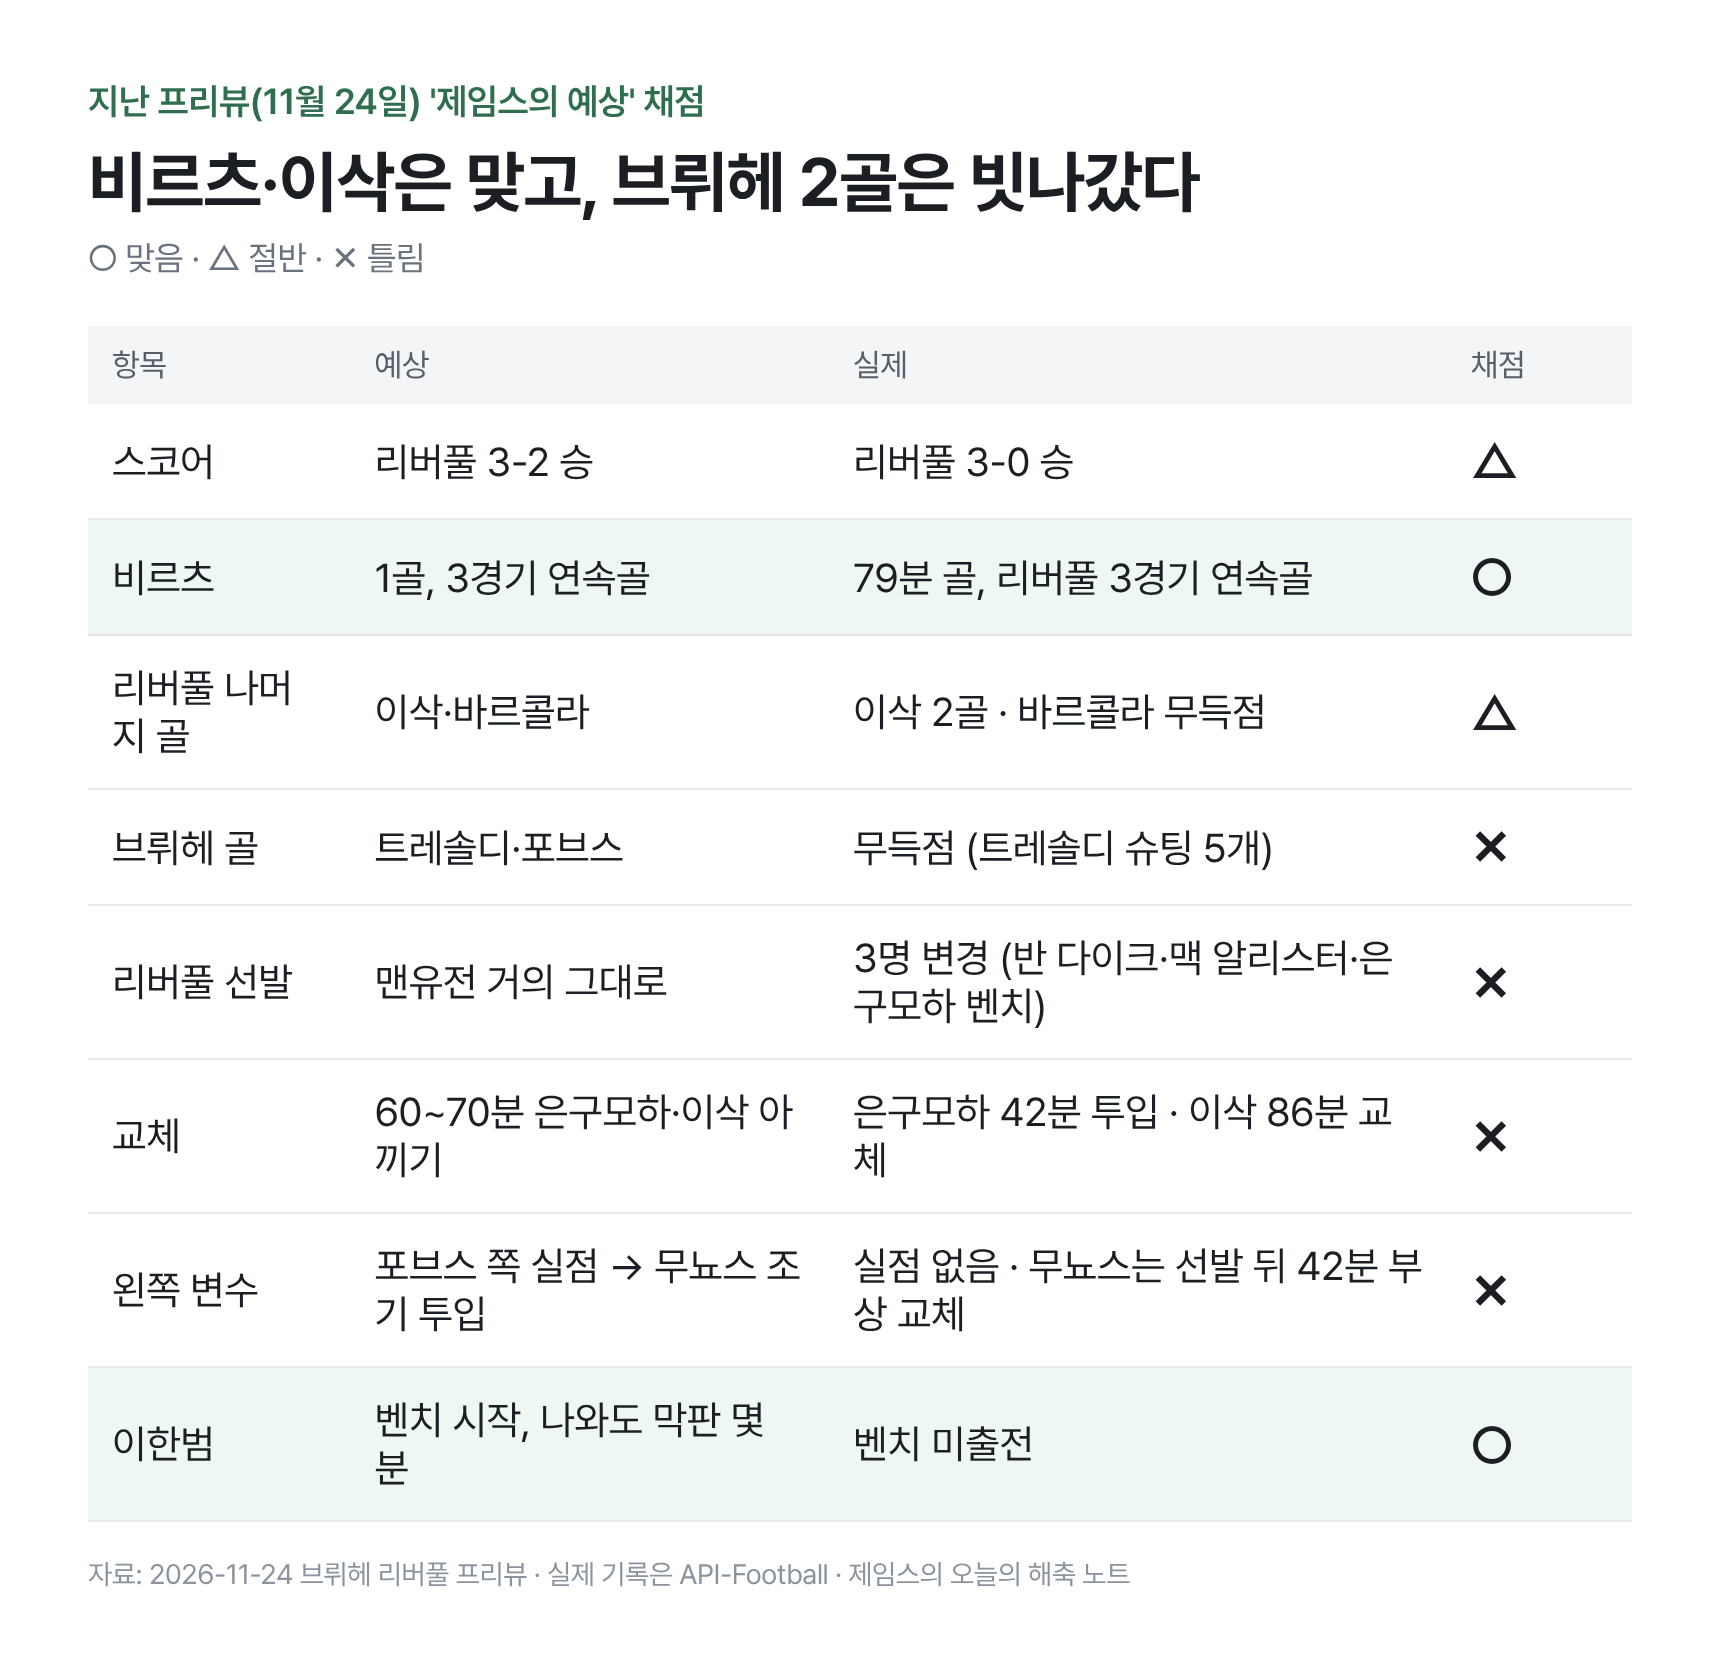 지난 프리뷰(11월 24일) '제임스의 예상' 채점
비르츠·이삭은 맞고, 브뤼헤 2골은 빗나갔다
○ 맞음 · △ 절반 · ✕ 틀림
항목 예상 실제 채점
스코어 리버풀 3-2 승 리버풀 3-0 승 △
비르츠 1골, 3경기 연속골 79분 골, 리버풀 3경기 연속골 ○
리버풀 나머
지 골 이삭·바르콜라 이삭 2골 · 바르콜라 무득점 △
브뤼헤 골 트레솔디·포브스 무득점 (트레솔디 슈팅 5개) ✕
리버풀 선발 맨유전 거의 그대로 3명 변경 (반 다이크·맥 알리스터·은
구모하 벤치) ✕
교체 60~70분 은구모하·이삭 아
끼기 은구모하 42분 투입 · 이삭 86분 교
체 ✕
왼쪽 변수 포브스 쪽 실점 → 무뇨스 조
기 투입 실점 없음 · 무뇨스는 선발 뒤 42분 부
상 교체 ✕
이한범 벤치 시작, 나와도 막판 몇
분 벤치 미출전 ○
자료: 2026-11-24 브뤼헤 리버풀 프리뷰 · 실제 기록은 API-Football · 제임스의 오늘의 해축 노트